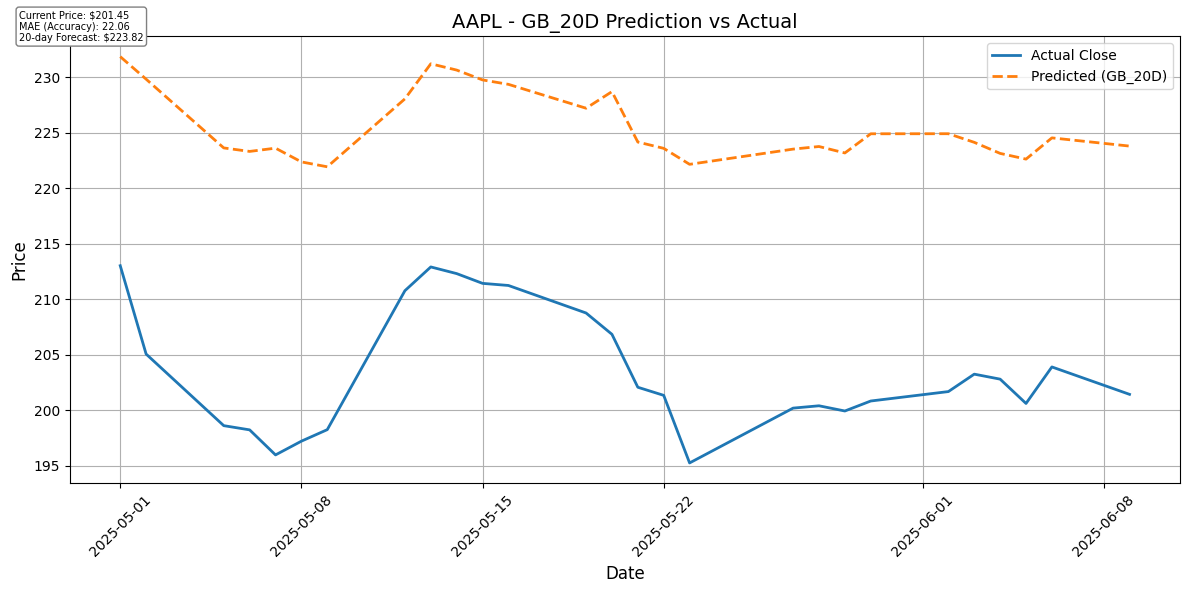 AAPL - GB_20D Prediction vs Actual
Current Price: $201.45
MAE (Accuracy): 22.06
20-day Forecast: $223.82
Actual Close
Predicted (GB_20D)
Price
230
225
220
215
210
205
200
195
2025-05-01
2025-05-08
2025-05-15
2025-05-22
2025-06-01
2025-06-08
Date